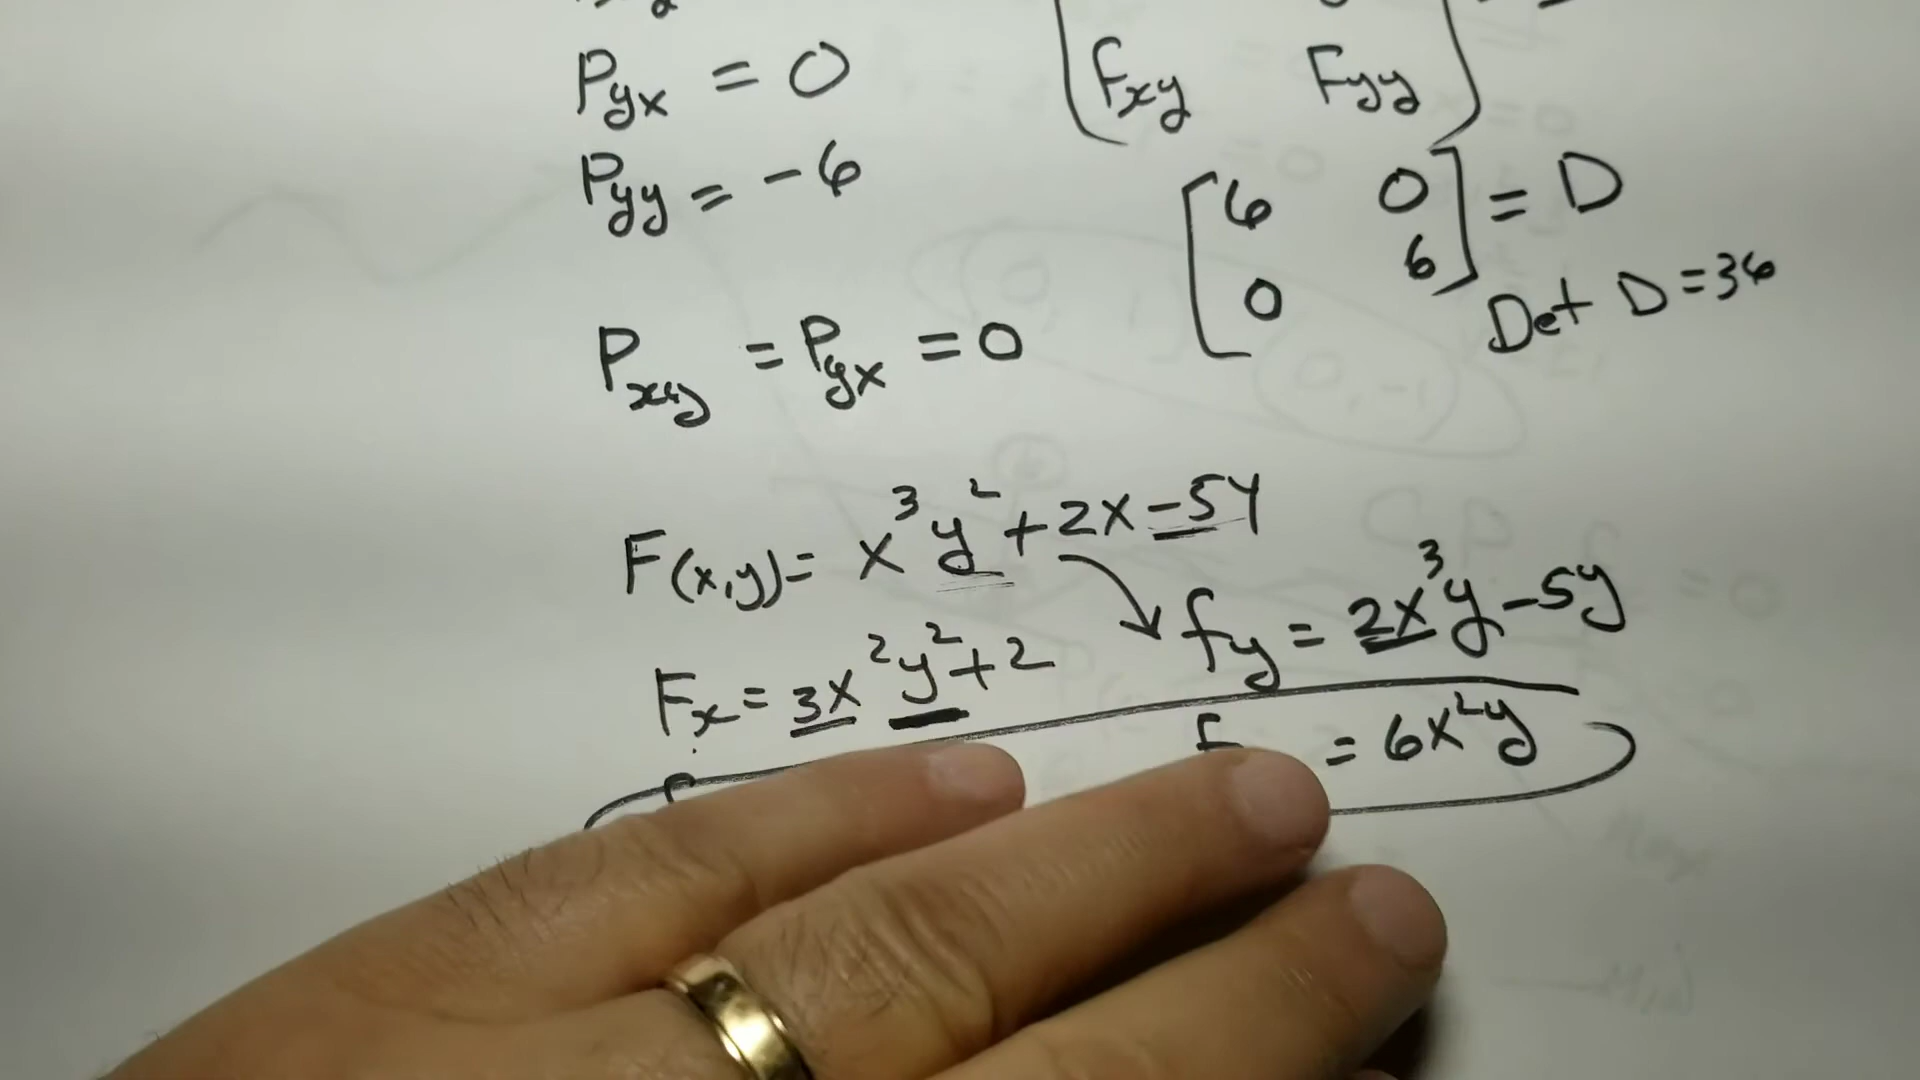 Pyx = 0
Pyy = -6
Pxy = Pyx = 0
Fxy Fyy
[6 0
0 6] = D
Det D = 36
F(x,y) = x³y² + 2x - 5y
Fx = 3x²y² + 2
fy = 2x³y - 5y
= 6x²y